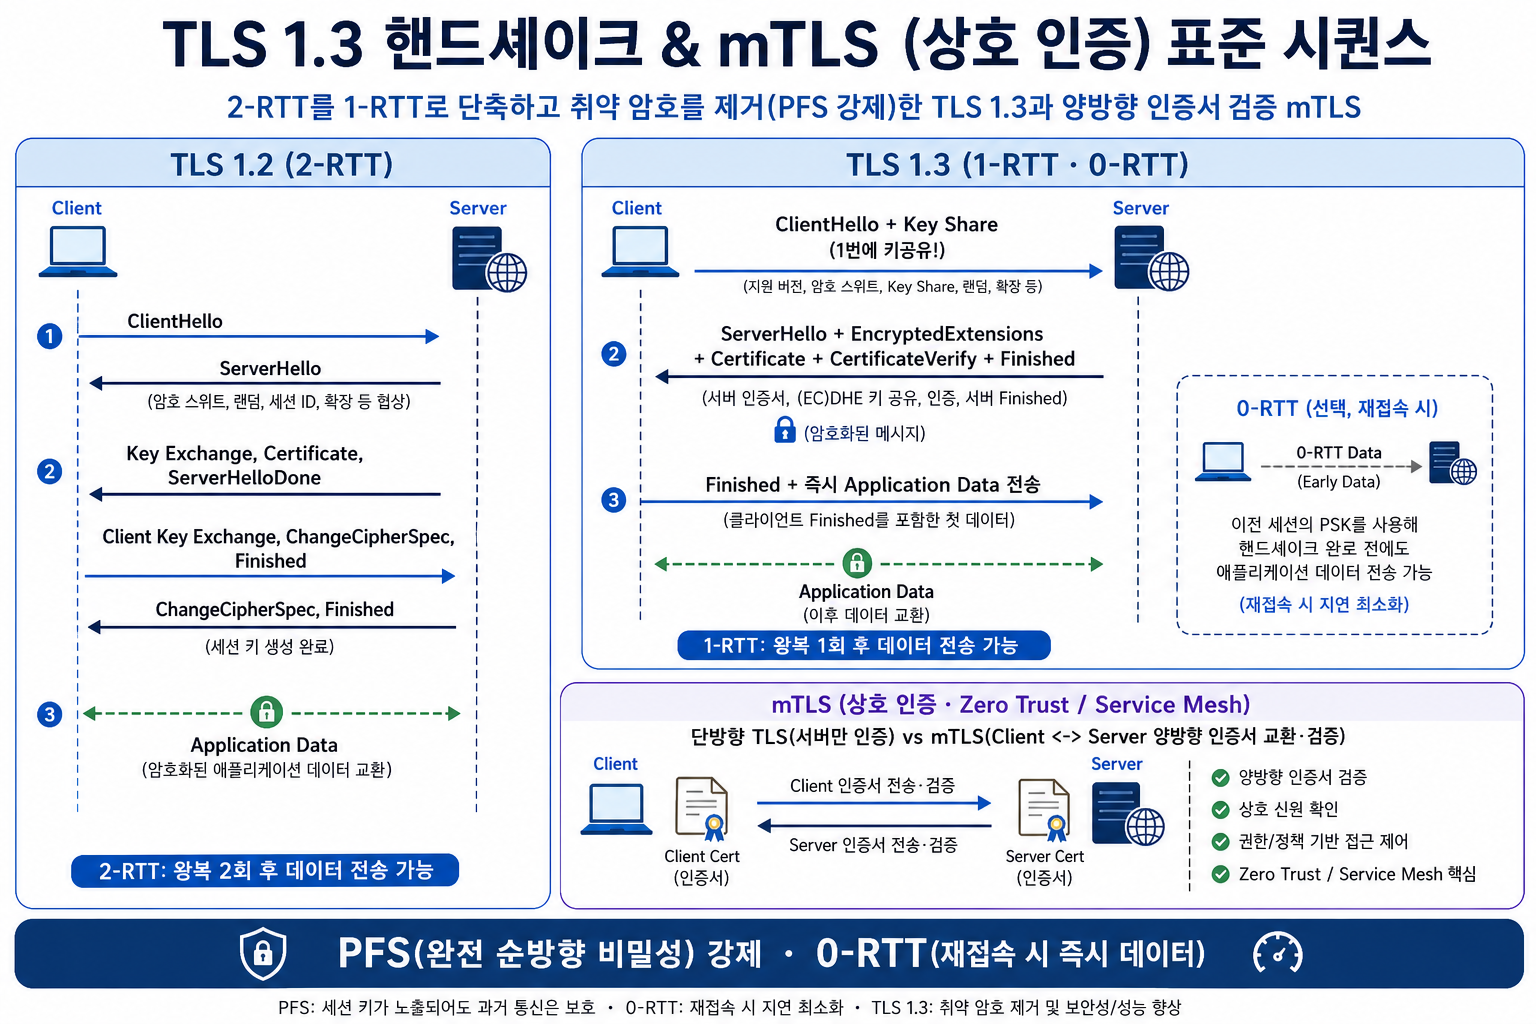 TLS 1.3 핸드셰이크 & mTLS (상호 인증) 표준 시퀀스
2-RTT를 1-RTT로 단축하고 취약 암호를 제거(PFS 강제)한 TLS 1.3과 양방향 인증서 검증 mTLS
TLS 1.2 (2-RTT)
Client
Server
1
ClientHello
ServerHello
(암호 스위트, 랜덤, 세션 ID, 확장 등 협상)
2
Key Exchange, Certificate,
ServerHelloDone
Client Key Exchange, ChangeCipherSpec,
Finished
ChangeCipherSpec, Finished
(세션 키 생성 완료)
3
Application Data
(암호화된 애플리케이션 데이터 교환)
2-RTT: 왕복 2회 후 데이터 전송 가능
TLS 1.3 (1-RTT · 0-RTT)
Client
Server
ClientHello + Key Share
(1번에 키공유!)
(지원 버전, 암호 스위트, Key Share, 랜덤, 확장 등)
2
ServerHello + EncryptedExtensions
+ Certificate + CertificateVerify + Finished
(서버 인증서, (EC)DHE 키 공유, 인증, 서버 Finished)
(암호화된 메시지)
3
Finished + 즉시 Application Data 전송
(클라이언트 Finished를 포함한 첫 데이터)
Application Data
(이후 데이터 교환)
1-RTT: 왕복 1회 후 데이터 전송 가능
0-RTT (선택, 재접속 시)
0-RTT Data
(Early Data)
이전 세션의 PSK를 사용해
핸드셰이크 완료 전에도
애플리케이션 데이터 전송 가능
(재접속 시 지연 최소화)
mTLS (상호 인증 · Zero Trust / Service Mesh)
단방향 TLS(서버만 인증) vs mTLS(Client <-> Server 양방향 인증서 교환·검증)
Client
Server
Client 인증서 전송·검증
Server 인증서 전송·검증
Client Cert
(인증서)
Server Cert
(인증서)
양방향 인증서 검증
상호 신원 확인
권한/정책 기반 접근 제어
Zero Trust / Service Mesh 핵심
PFS(완전 순방향 비밀성) 강제 · 0-RTT(재접속 시 즉시 데이터)
PFS: 세션 키가 노출되어도 과거 통신은 보호 · 0-RTT: 재접속 시 지연 최소화 · TLS 1.3: 취약 암호 제거 및 보안성/성능 향상